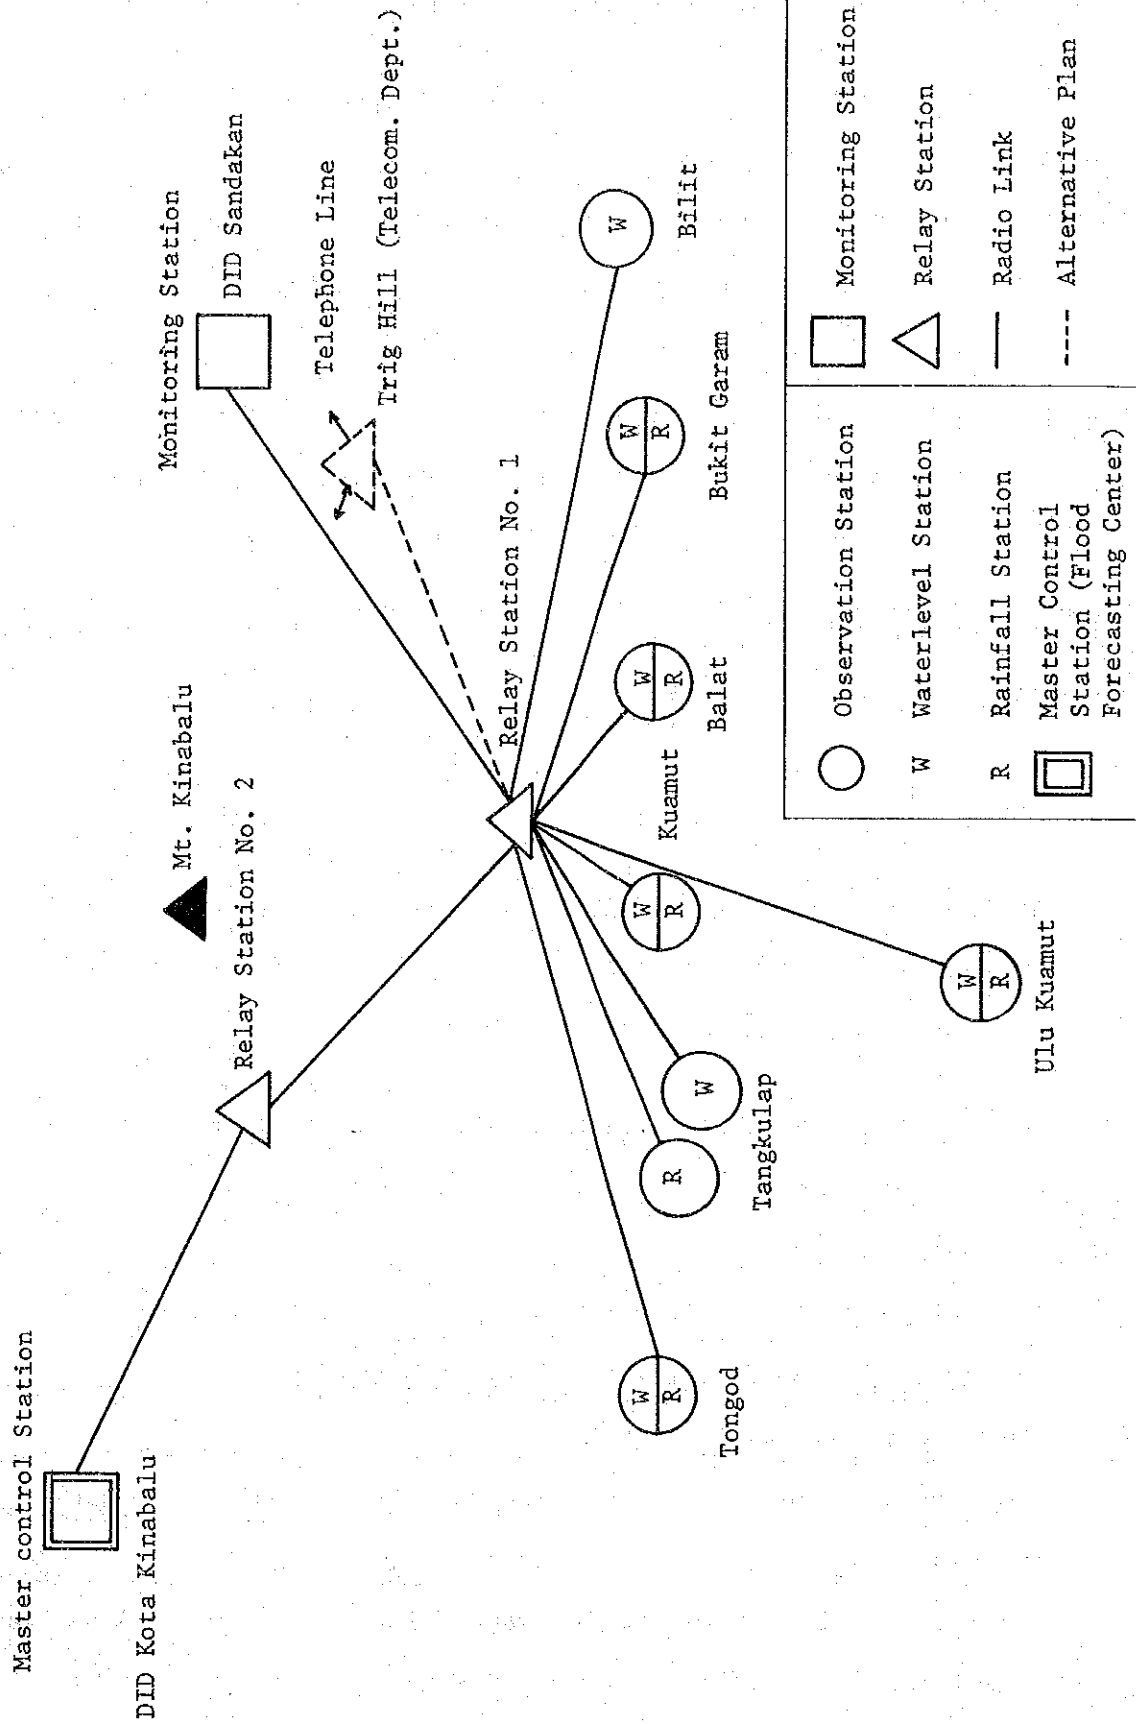 Master control Station
DID Kota Kinabalu
Mt. Kinabalu
Relay Station No. 2
Monitoring Station
DID Sandakan
Telephone Line
Trig Hill (Telecom. Dept.)
Relay Station No. 1
W
R
Tongod
R
W
Tangkulap
W
R
Kuamut
W
R
Balat
W
R
Bukit Garam
W
Bilit
W
R
Ulu Kuamut
Observation Station
W Waterlevel Station
R Rainfall Station
Master Control
Station (Flood
Forecasting Center)
Monitoring Station
Relay Station
Radio Link
Alternative Plan